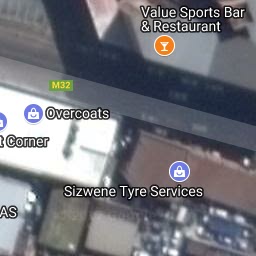 Value Sports Bar
& Restaurant
M32
Overcoats
t Corner
Sizwene Tyre Services
AS